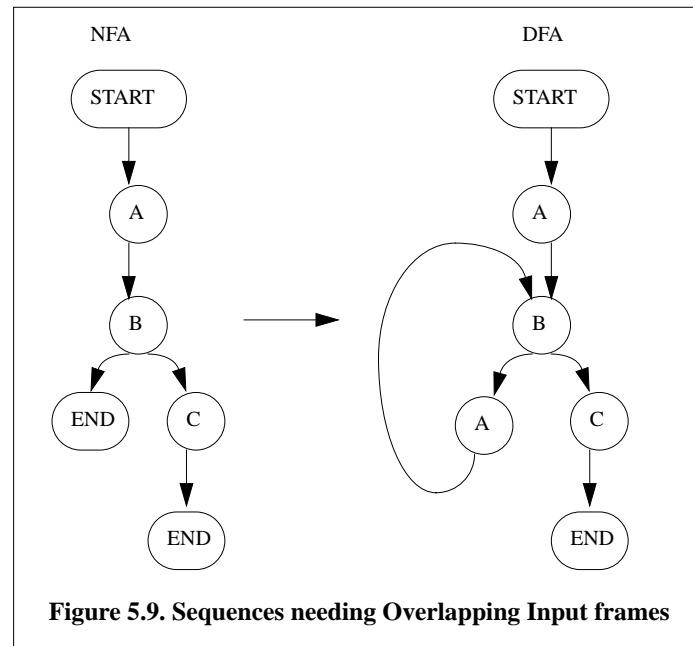 NFA DFA
START START
A A
B B
END C A C
END END
Figure 5.9. Sequences needing Overlapping Input frames